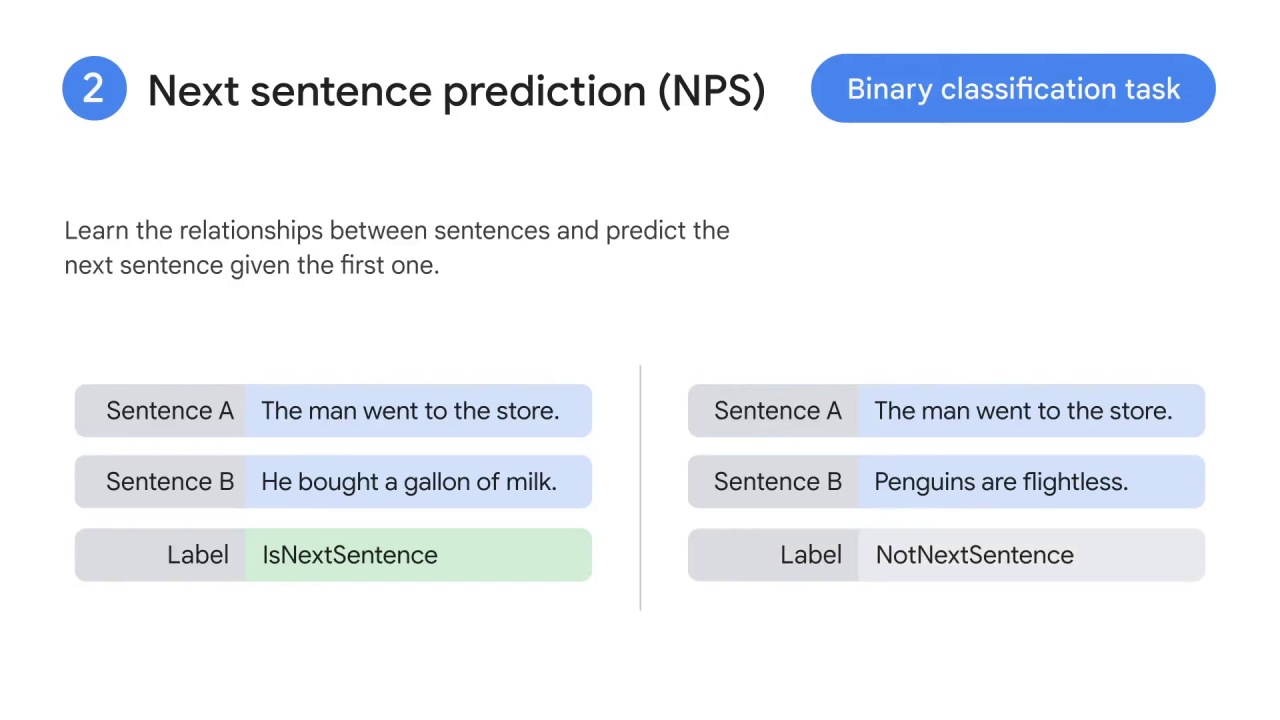 2 Next sentence prediction (NPS)
Binary classification task
Learn the relationships between sentences and predict the
next sentence given the first one.
Sentence A The man went to the store.
Sentence B He bought a gallon of milk.
Label IsNextSentence
Sentence A The man went to the store.
Sentence B Penguins are flightless.
Label NotNextSentence